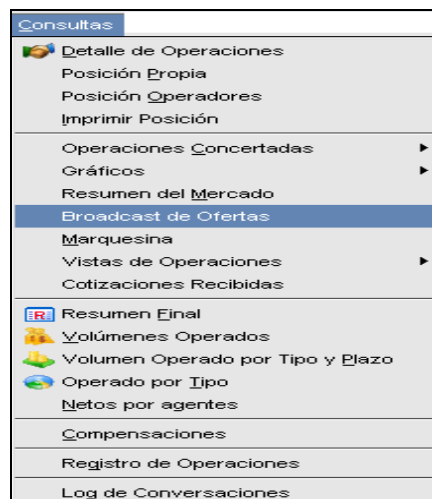 Consultas
Detalle de Operaciones
Posición Propia
Posición Operadores
Imprimir Posición
Operaciones Concertadas
Gráficos
Resumen del Mercado
Broadcast de Ofertas
Marquesina
Vistas de Operaciones
Cotizaciones Recibidas
R Resumen Final
Volúmenes Operados
Volumen Operado por Tipo y Plazo
Operado por Tipo
Netos por agentes
Compensaciones
Registro de Operaciones
Log de Conversaciones